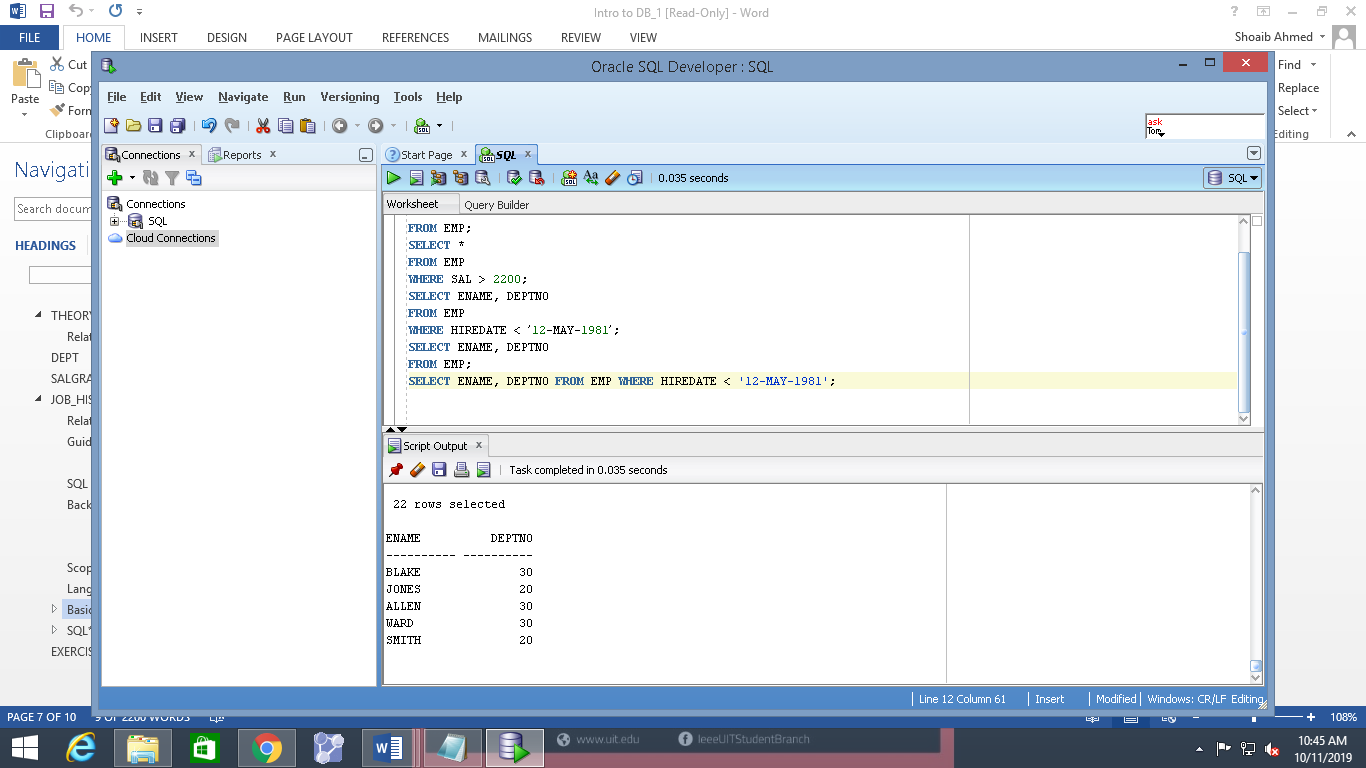 Intro to DB_1 [Read-Only] - Word
FILE HOME INSERT DESIGN PAGE LAYOUT REFERENCES MAILINGS REVIEW VIEW
Shoaib Ahmed
Cut
Paste
Clipboard
Find
Replace
Select
Editing
Oracle SQL Developer : SQL
File Edit View Navigate Run Versioning Tools Help
ask
Tom
Connections x Reports x
Start Page x SQL x
0.035 seconds
SQL
Worksheet Query Builder
Connections
SQL
Cloud Connections
FROM EMP;
SELECT *
FROM EMP
WHERE SAL > 2200;
SELECT ENAME, DEPTNO
FROM EMP
WHERE HIREDATE < '12-MAY-1981';
SELECT ENAME, DEPTNO
FROM EMP;
SELECT ENAME, DEPTNO FROM EMP WHERE HIREDATE < '12-MAY-1981';
Script Output x
Task completed in 0.035 seconds
22 rows selected
ENAME DEPTNO
---------- ----------
BLAKE 30
JONES 20
ALLEN 30
WARD 30
SMITH 20
Line 12 Column 61 Insert Modified Windows: CR/LF Editing
Navigati
Search docum
HEADINGS
THEORY
Relat
DEPT
SALGRA
JOB_HIS
Relat
Guid
SQL
Back
Scop
Lang
Basic
SQL*
EXERCIS
PAGE 7 OF 10
108%
www.uit.edu
IeeeUITStudentBranch
10:45 AM
10/11/2019